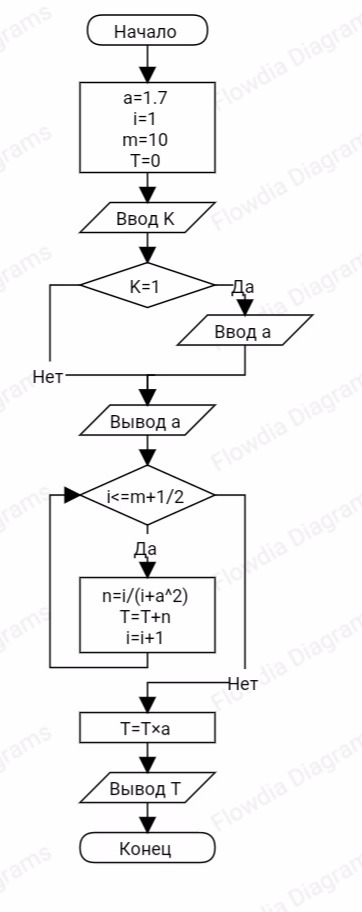 Начало
a=1.7
i=1
m=10
T=0
Ввод K
K=1
Да
Ввод a
Нет
Вывод a
i<=m+1/2
Да
n=i/(i+a^2)
T=T+n
i=i+1
Нет
T=T×a
Вывод T
Конец
Flowdia Diagrams